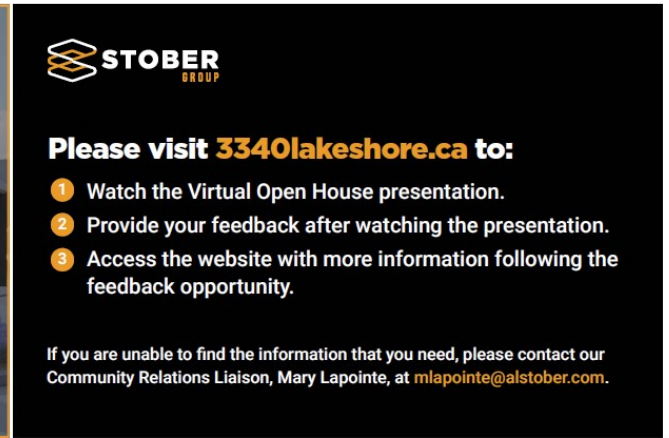 STOBER
GROUP
Please visit 3340lakeshore.ca to:
1 Watch the Virtual Open House presentation.
2 Provide your feedback after watching the presentation.
3 Access the website with more information following the
feedback opportunity.
If you are unable to find the information that you need, please contact our
Community Relations Liaison, Mary Lapointe, at mlapointe@alstober.com.